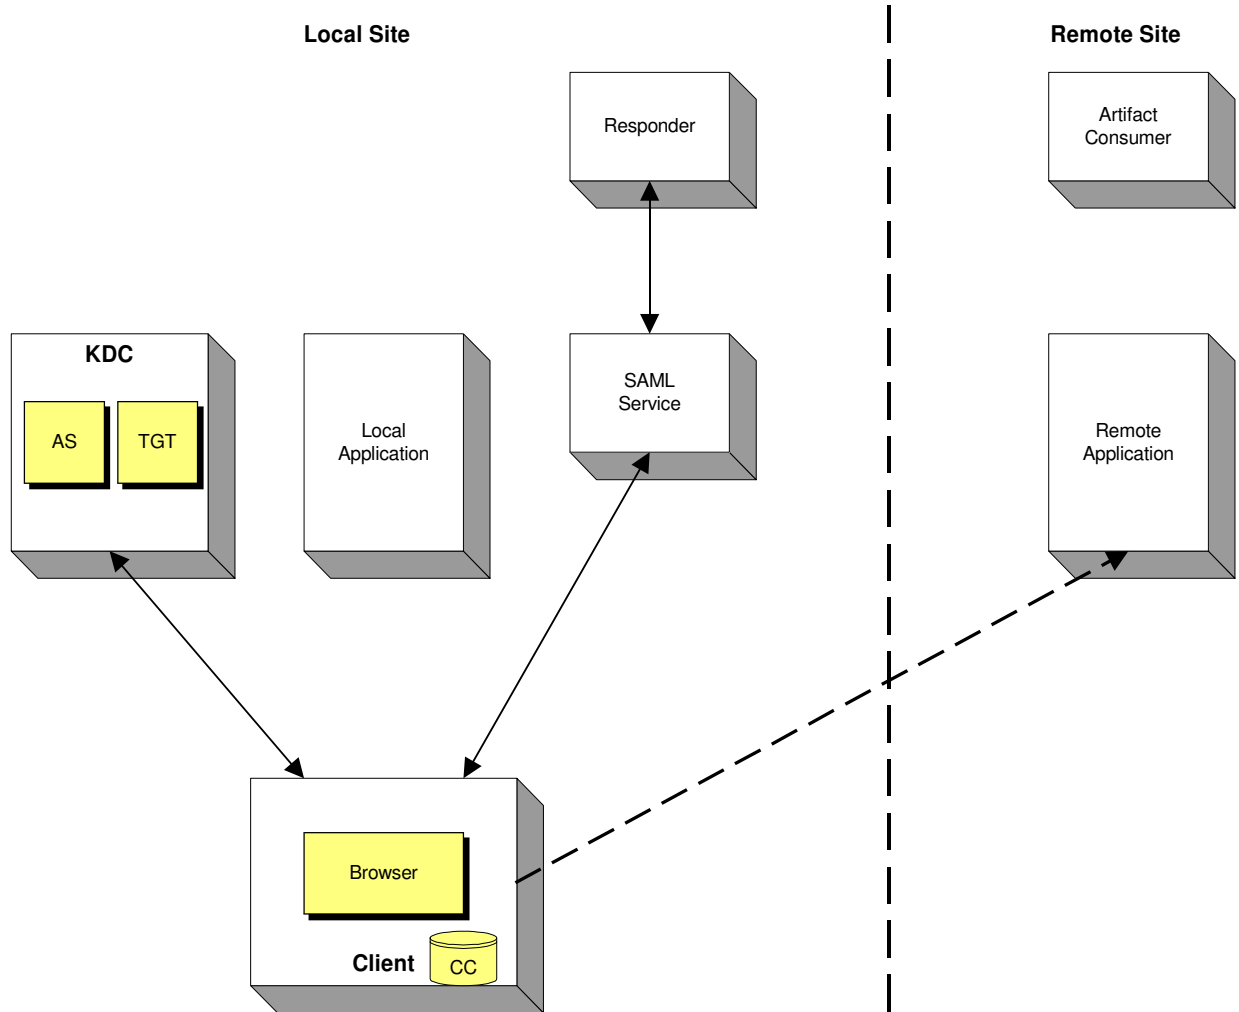 Local Site
Remote Site
Responder
Artifact
Consumer
KDC
AS
TGT
Local
Application
SAML
Service
Remote
Application
Browser
Client
CC